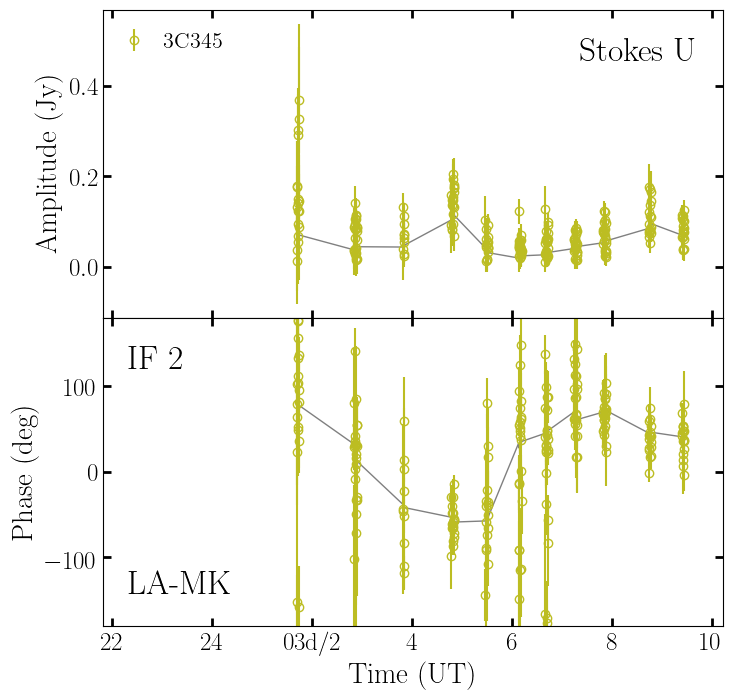 3C345
Stokes U
0.4
0.2
0.0
Amplitude (Jy)
IF 2
100
0
−100
Phase (deg)
LA-MK
22 24 03d/2 4 6 8 10
Time (UT)